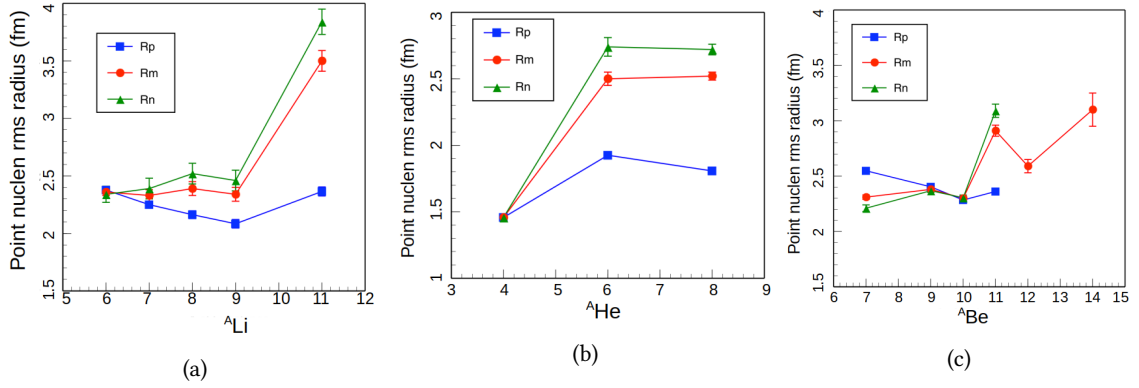 Point nuclen rms radius (fm)
4
3.5
3
2.5
2
1.5
Rp
Rm
Rn
5 6 7 8 9 10 11 12
ᴬLi
(a)
Point nuclen rms radius (fm)
3
2.5
2
1.5
1
Rp
Rm
Rn
3 4 5 6 7 8 9
ᴬHe
(b)
Point nuclen rms radius (fm)
4
3.5
3
2.5
2
1.5
Rp
Rm
Rn
6 7 8 9 10 11 12 13 14 15
ᴬBe
(c)